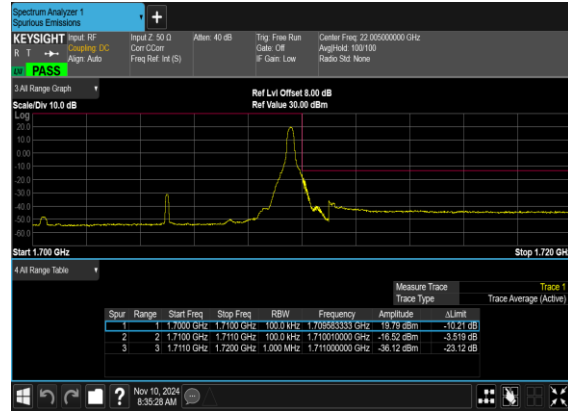 Spectrum Analyzer 1
Spurious Emissions
+
KEYSIGHT Input: RF Input Z: 50 Ω Atten: 40 dB Trig: Free Run Center Freq: 22.005000000 GHz
R T Coupling: DC Corr CCorr Gate: Off Avg|Hold: 100/100
Align: Auto Freq Ref: Int (S) IF Gain: Low Radio Std: None
PASS
3 All Range Graph
Ref Lvl Offset 8.00 dB
Scale/Div 10.0 dB Ref Value 30.00 dBm
Log
20.0
10.0
0.00
-10.0
-20.0
-30.0
-40.0
-50.0
-60.0
Start 1.700 GHz Stop 1.720 GHz
4 All Range Table
Measure Trace Trace 1
Trace Type Trace Average (Active)
Spur Range Start Freq Stop Freq RBW Frequency Amplitude ΔLimit
1 1 1.7000 GHz 1.7100 GHz 100.0 kHz 1.709583333 GHz 19.79 dBm -10.21 dB
2 2 1.7100 GHz 1.7110 GHz 100.0 kHz 1.710010000 GHz -16.52 dBm -3.519 dB
3 3 1.7110 GHz 1.7200 GHz 1.000 MHz 1.711000000 GHz -36.12 dBm -23.12 dB
? Nov 10, 2024
8:35:28 AM